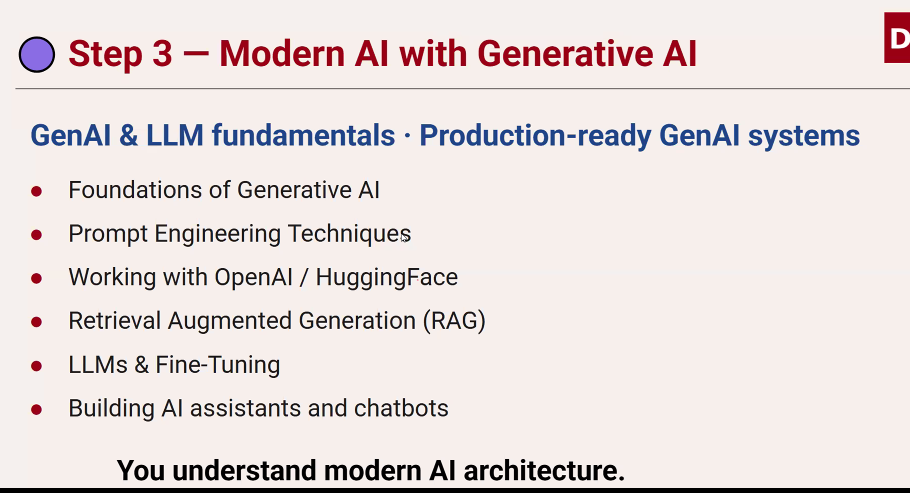 Step 3 — Modern AI with Generative AI
D
GenAI & LLM fundamentals · Production-ready GenAI systems
Foundations of Generative AI
Prompt Engineering Techniques
Working with OpenAI / HuggingFace
Retrieval Augmented Generation (RAG)
LLMs & Fine-Tuning
Building AI assistants and chatbots
You understand modern AI architecture.